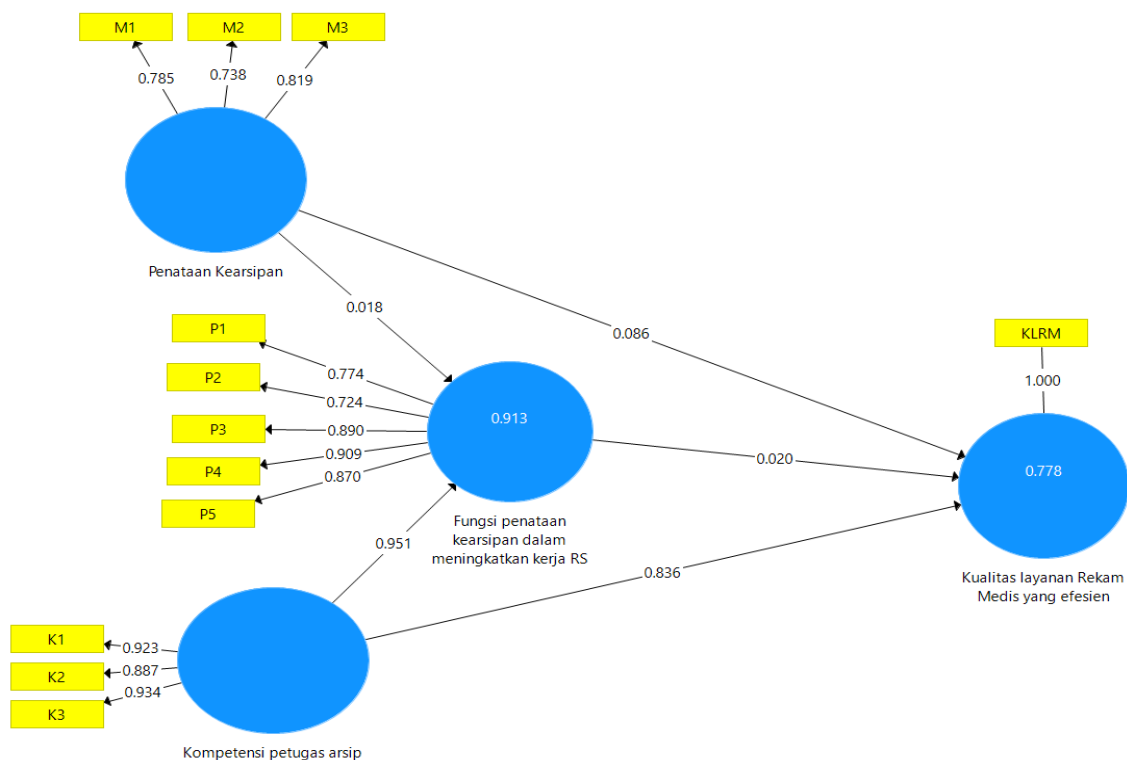 M1
M2
M3
0.785
0.738
0.819
Penataan Kearsipan
0.018
0.086
P1
P2
P3
P4
P5
0.774
0.724
0.890
0.909
0.870
0.913
Fungsi penataan
kearsipan dalam
meningkatkan kerja RS
0.020
KLRM
1.000
0.778
Kualitas layanan Rekam
Medis yang efesien
0.951
0.836
K1
K2
K3
0.923
0.887
0.934
Kompetensi petugas arsip